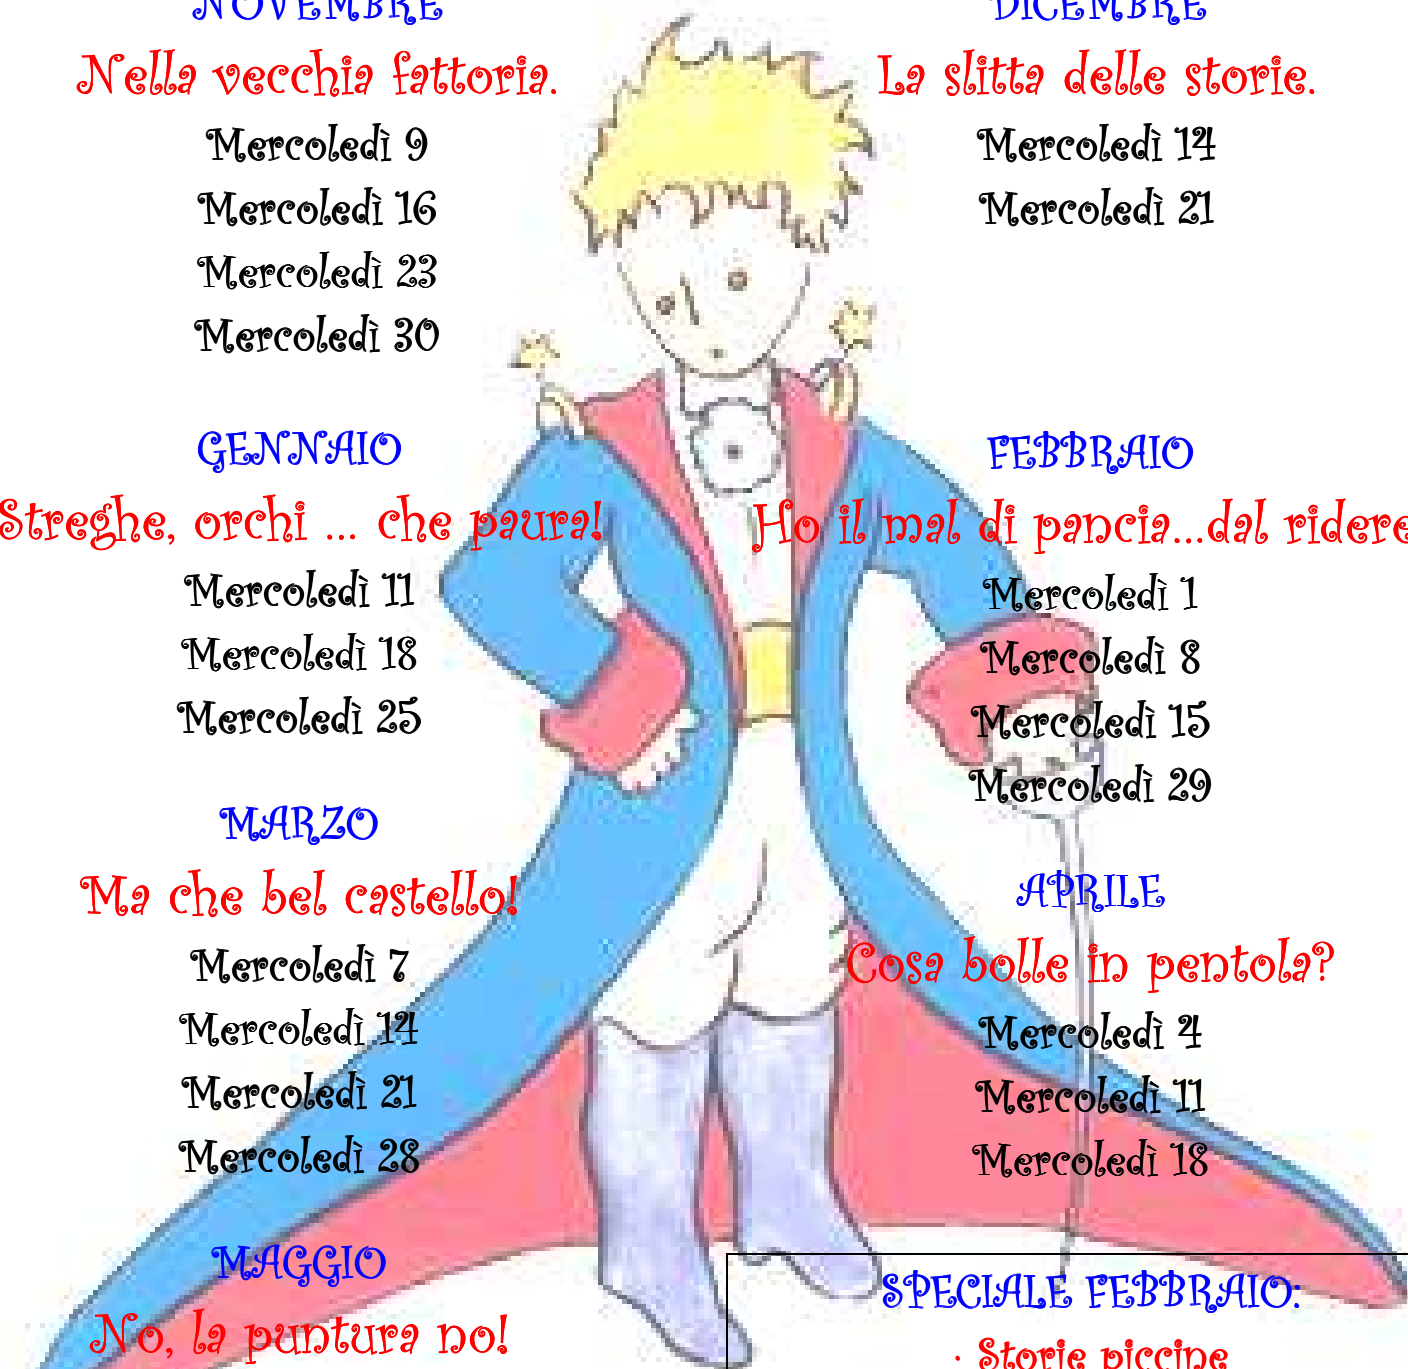 NOVEMBRE
Nella vecchia fattoria.
Mercoledì 9
Mercoledì 16
Mercoledì 23
Mercoledì 30
DICEMBRE
La slitta delle storie.
Mercoledì 14
Mercoledì 21
GENNAIO
Streghe, orchi ... che paura!
Mercoledì 11
Mercoledì 18
Mercoledì 25
FEBBRAIO
Ho il mal di pancia...dal ridere
Mercoledì 1
Mercoledì 8
Mercoledì 15
Mercoledì 29
MARZO
Ma che bel castello!
Mercoledì 7
Mercoledì 14
Mercoledì 21
Mercoledì 28
APRILE
Cosa bolle in pentola?
Mercoledì 4
Mercoledì 11
Mercoledì 18
MAGGIO
No, la puntura no!
SPECIALE FEBBRAIO:
· Storie piccine